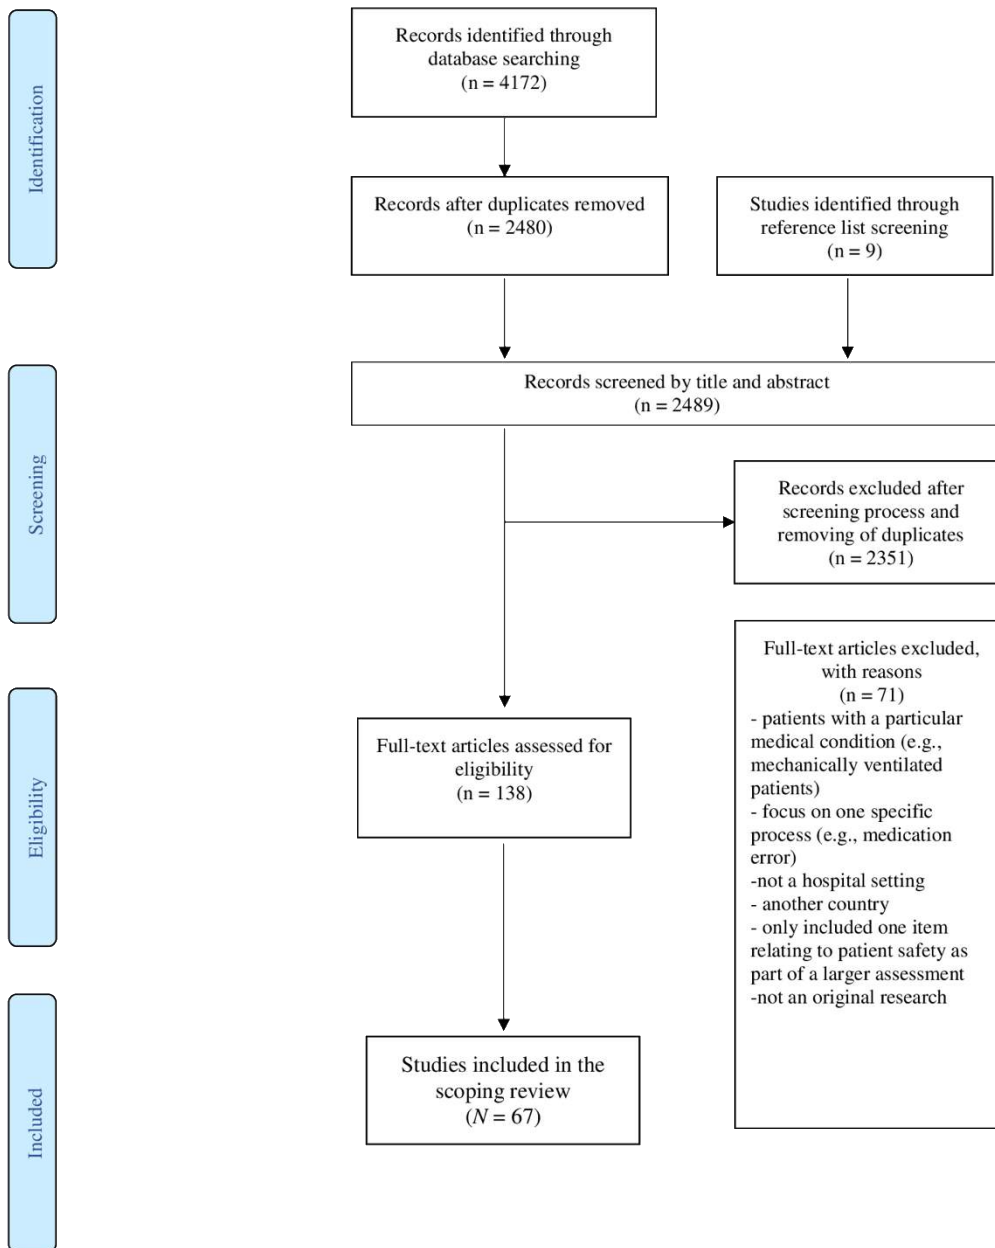 Identification
Records identified through
database searching
(n = 4172)
Records after duplicates removed
(n = 2480)
Studies identified through
reference list screening
(n = 9)
Screening
Records screened by title and abstract
(n = 2489)
Records excluded after
screening process and
removing of duplicates
(n = 2351)
Eligibility
Full-text articles assessed for
eligibility
(n = 138)
Full-text articles excluded,
with reasons
(n = 71)
- patients with a particular
medical condition (e.g.,
mechanically ventilated
patients)
- focus on one specific
process (e.g., medication
error)
-not a hospital setting
- another country
- only included one item
relating to patient safety as
part of a larger assessment
-not an original research
Included
Studies included in the
scoping review
(N = 67)